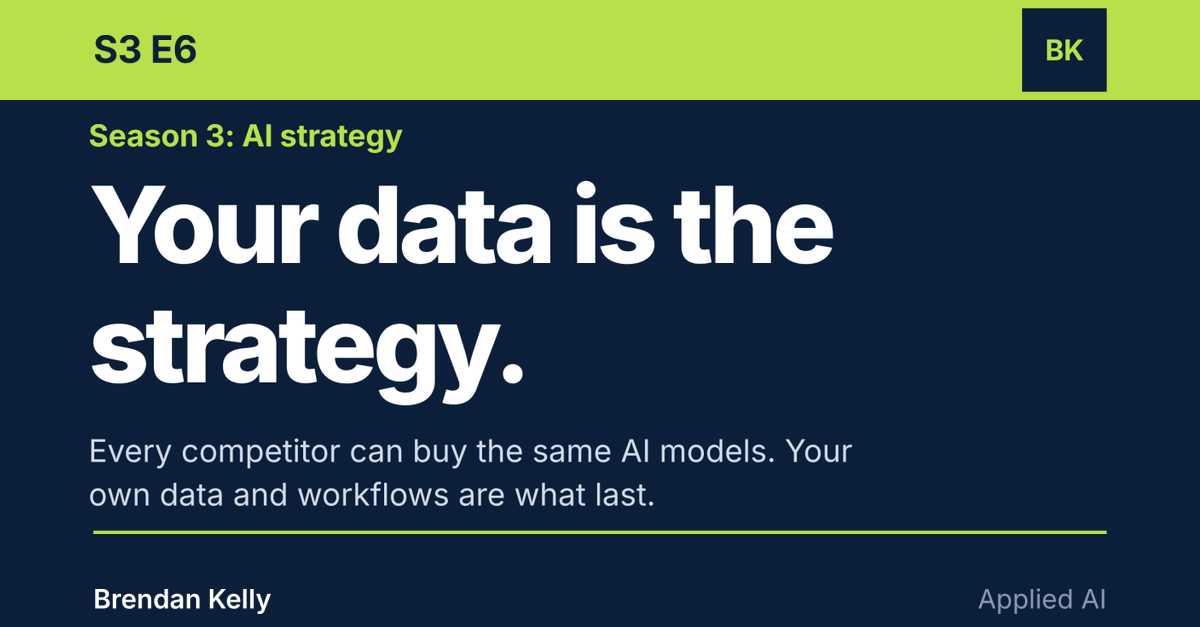 S3 E6
BK
Season 3: AI strategy
Your data is the
strategy.
Every competitor can buy the same AI models. Your
own data and workflows are what last.
Brendan Kelly
Applied AI